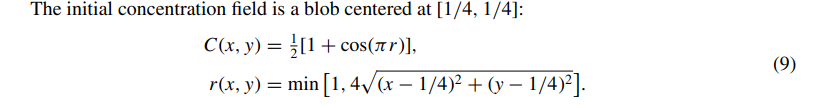 The initial concentration field is a blob centered at [1/4, 1/4]:
C(x, y) = ½[1 + cos(πr)],
r(x, y) = min [1, 4√(x − 1/4)² + (y − 1/4)²].
(9)